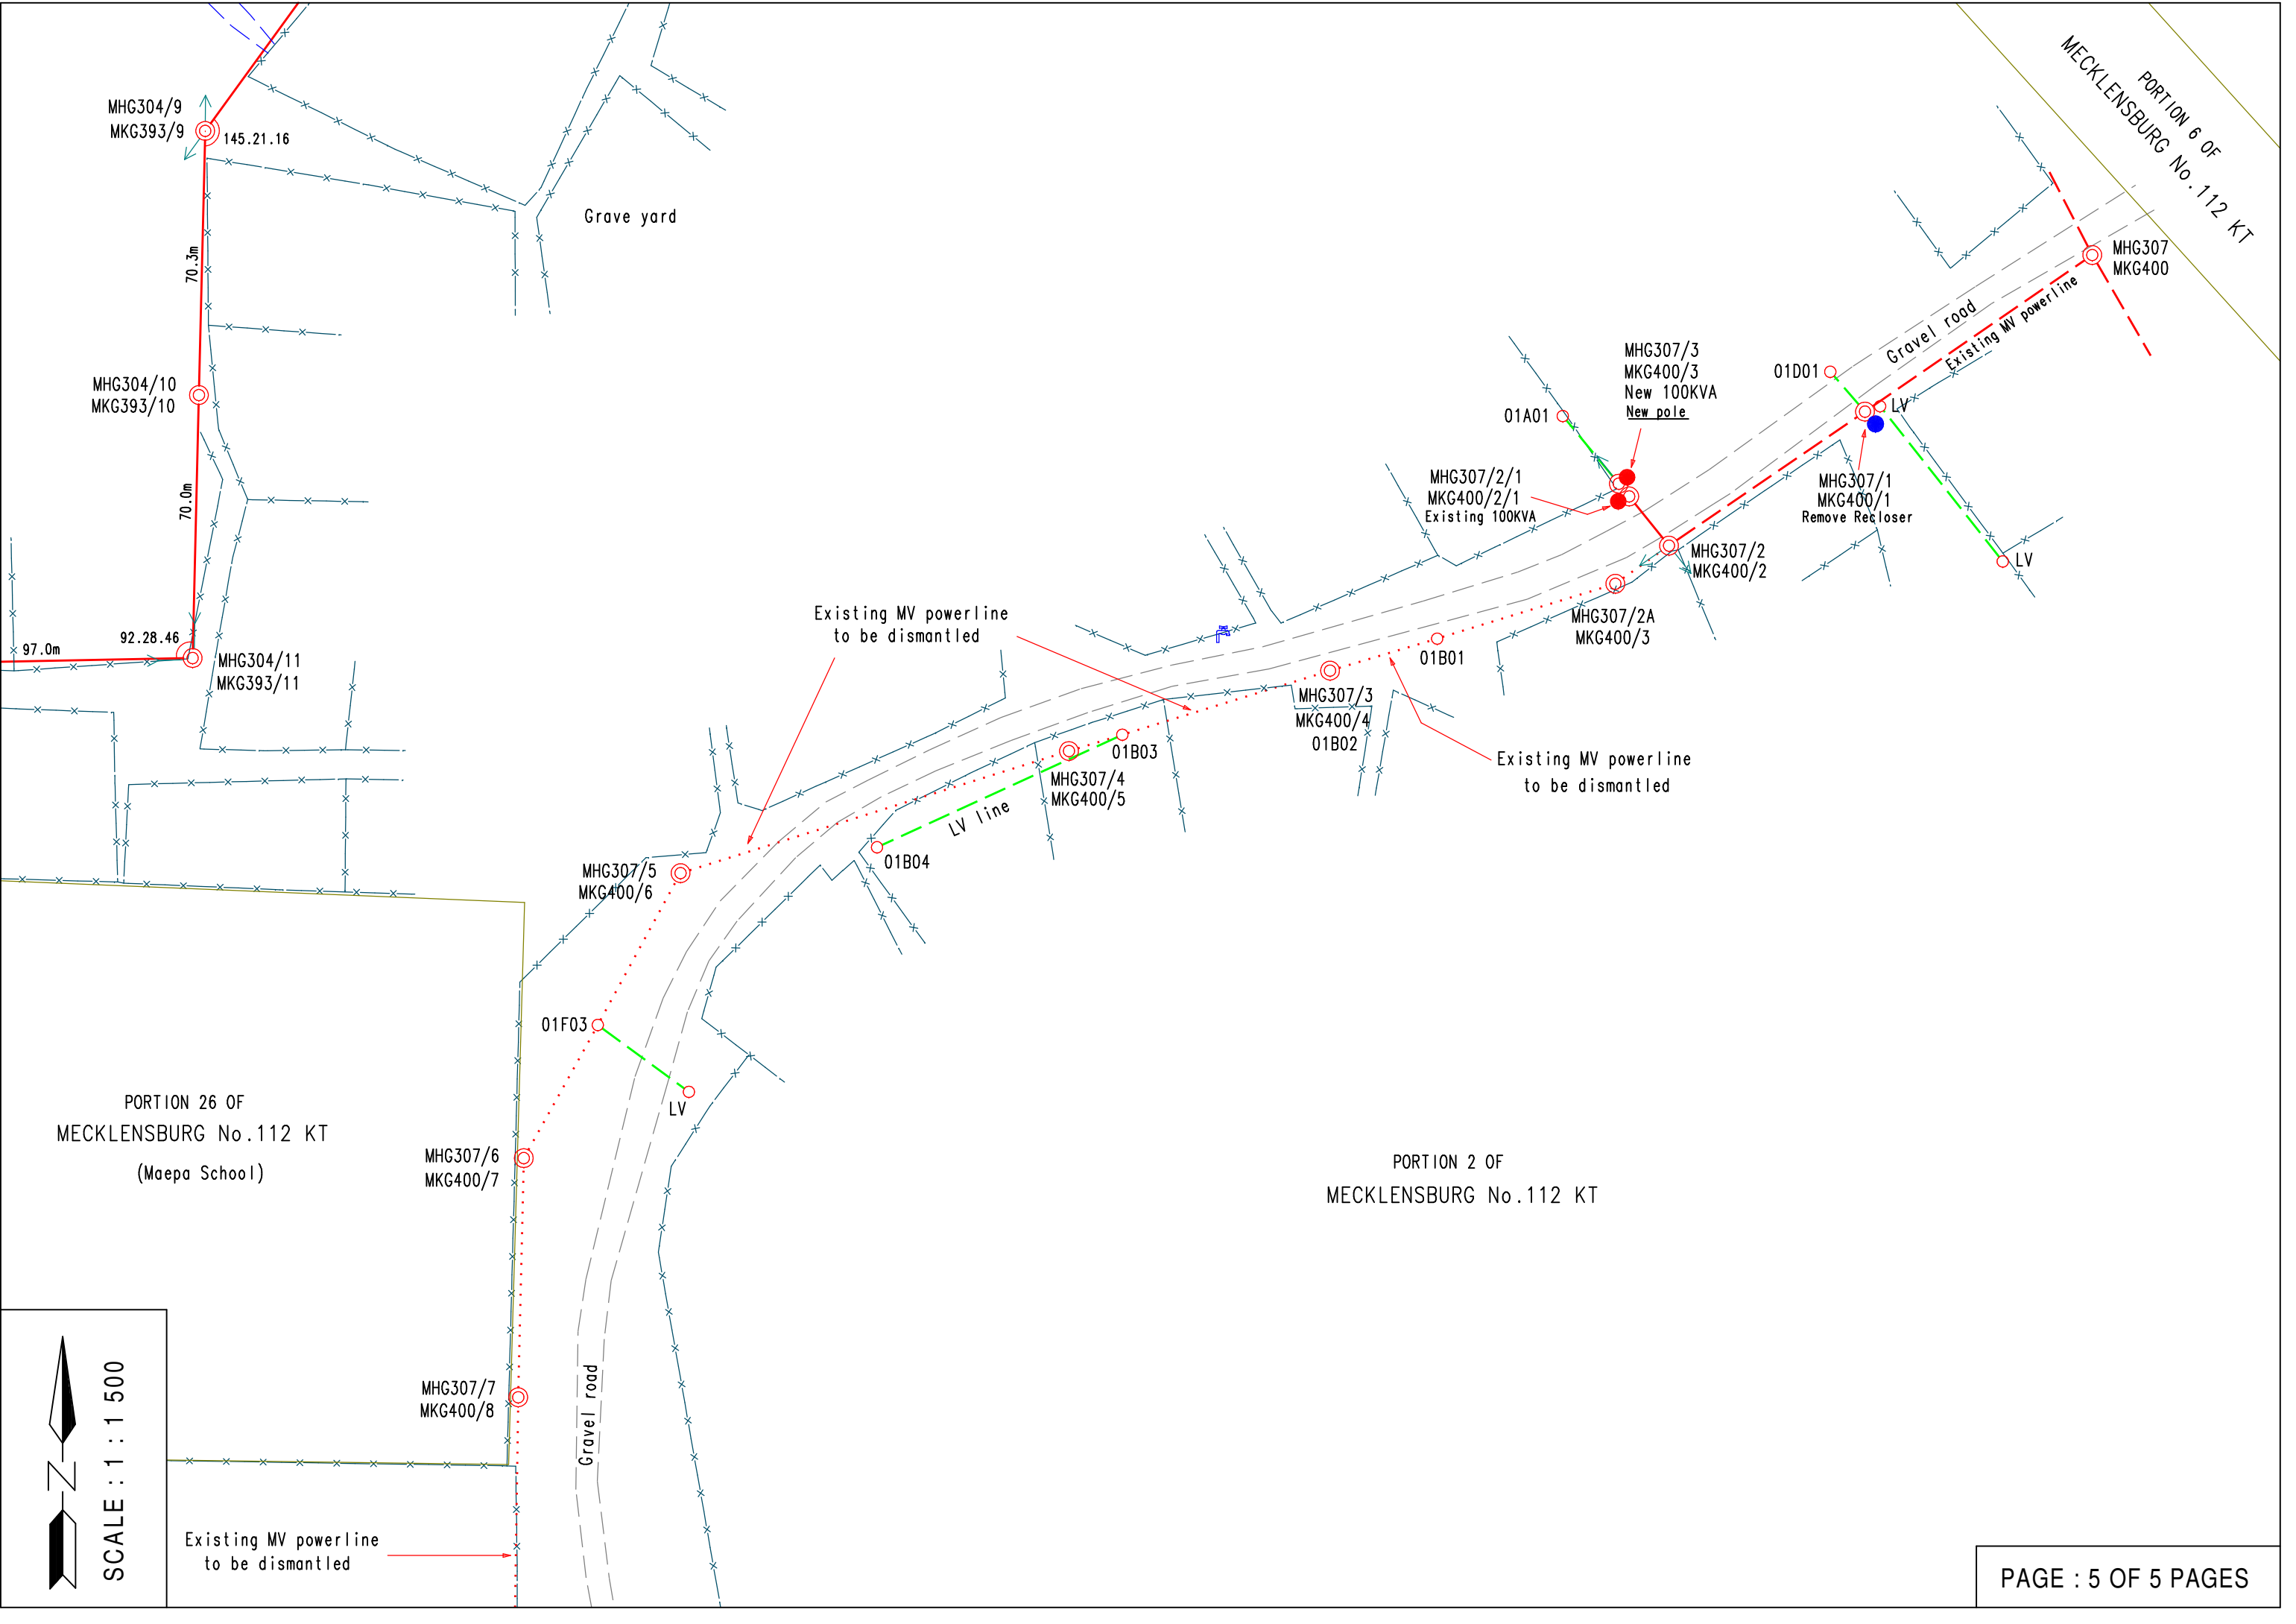 MHG304/9
MKG393/9
145.21.16
Grave yard
70.3m
MHG304/10
MKG393/10
70.0m
92.28.46
97.0m
MHG304/11
MKG393/11
PORTION 6 OF
MECKLENSBURG No.112 KT
MHG307
MKG400
Gravel road
Existing MV powerline
MHG307/3
MKG400/3
New 100KVA
New pole
01D01
LV
01A01
MHG307/2/1
MKG400/2/1
Existing 100KVA
MHG307/1
MKG400/1
Remove Recloser
MHG307/2
MKG400/2
LV
MHG307/2A
MKG400/3
Existing MV powerline
to be dismantled
01B01
MHG307/3
MKG400/4
01B02
01B03
MHG307/4
MKG400/5
Existing MV powerline
to be dismantled
LV line
01B04
MHG307/5
MKG400/6
01F03
LV
PORTION 26 OF
MECKLENSBURG No.112 KT
(Maepa School)
MHG307/6
MKG400/7
PORTION 2 OF
MECKLENSBURG No.112 KT
MHG307/7
MKG400/8
Gravel road
N
SCALE : 1 : 1 500
Existing MV powerline
to be dismantled
PAGE : 5 OF 5 PAGES